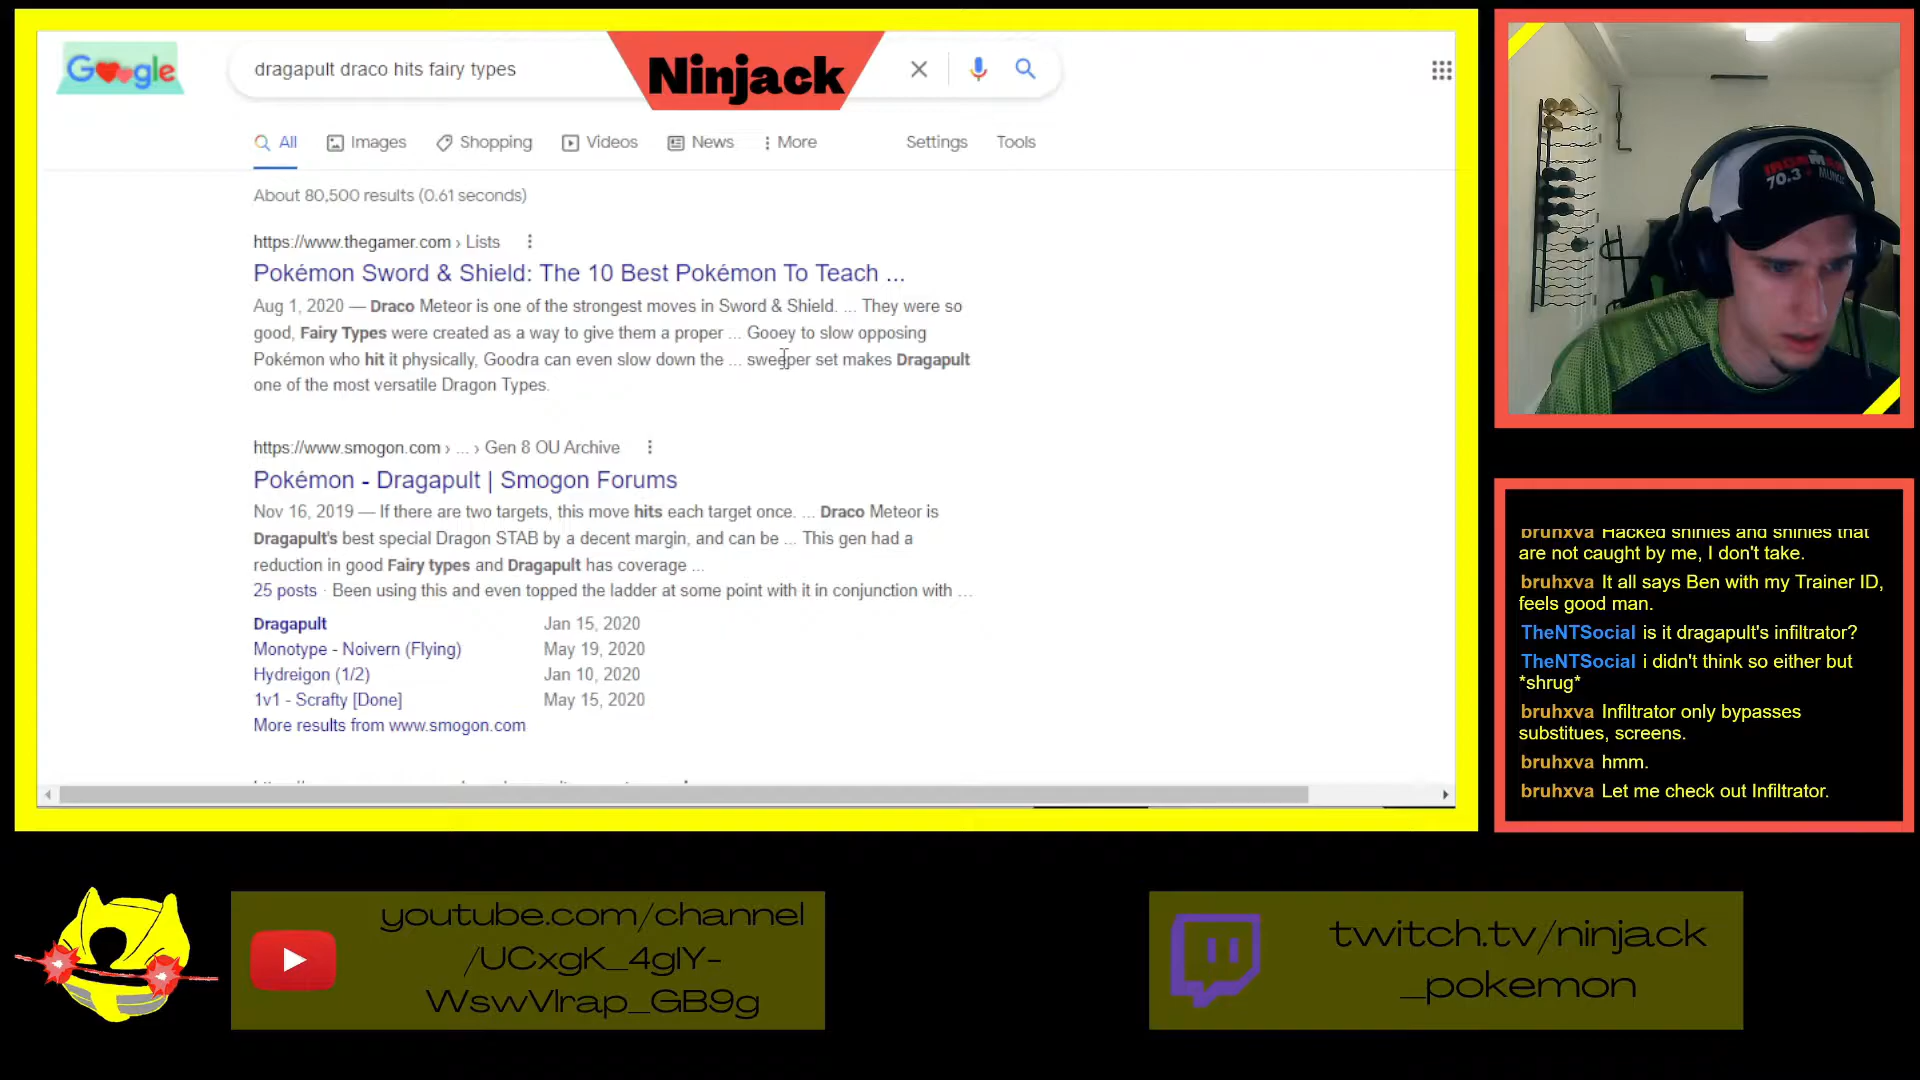 Google
dragapult draco hits fairy types
Ninjack
All
Images
Shopping
Videos
News
More
Settings
Tools
About 80,500 results (0.61 seconds)
https://www.thegamer.com › Lists
Pokémon Sword & Shield: The 10 Best Pokémon To Teach ...
Aug 1, 2020 — Draco Meteor is one of the strongest moves in Sword & Shield. ... They were so
good, Fairy Types were created as a way to give them a proper ... Gooey to slow opposing
Pokémon who hit it physically, Goodra can even slow down the ... sweeper set makes Dragapult
one of the most versatile Dragon Types.
https://www.smogon.com › ... › Gen 8 OU Archive
Pokémon - Dragapult | Smogon Forums
Nov 16, 2019 — If there are two targets, this move hits each target once. ... Draco Meteor is
Dragapult's best special Dragon STAB by a decent margin, and can be ... This gen had a
reduction in good Fairy types and Dragapult has coverage ...
25 posts · Been using this and even topped the ladder at some point with it in conjunction with ...
Dragapult Jan 15, 2020
Monotype - Noivern (Flying) May 19, 2020
Hydreigon (1/2) Jan 10, 2020
1v1 - Scrafty [Done] May 15, 2020
More results from www.smogon.com
IRONMAN
70.3
bruhxva Hacked shinies and shinies that
are not caught by me, I don't take.
bruhxva It all says Ben with my Trainer ID,
feels good man.
TheNTSocial is it dragapult's infiltrator?
TheNTSocial i didn't think so either but
*shrug*
bruhxva Infiltrator only bypasses
substitues, screens.
bruhxva hmm.
bruhxva Let me check out Infiltrator.
youtube.com/channel
/UCxgK_4glY-
WswVlrap_GB9g
twitch.tv/ninjack
_pokemon